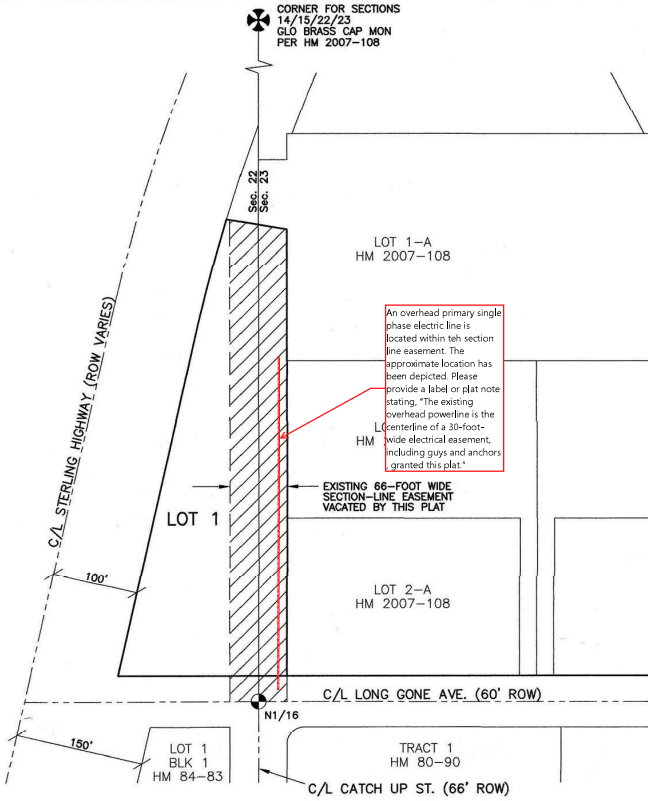 CORNER FOR SECTIONS
14/15/22/23
GLO BRASS CAP MON
PER HM 2007-108
Sec. 22
Sec. 23
LOT 1-A
HM 2007-108
C/L STERLING HIGHWAY (ROW VARIES)
An overhead primary single
phase electric line is
located within teh section
line easement. The
approximate location has
been depicted. Please
provide a label or plat note
stating, "The existing
overhead powerline is the
centerline of a 30-foot-
wide electrical easement,
including guys and anchors
, granted this plat."
EXISTING 66-FOOT WIDE
SECTION-LINE EASEMENT
VACATED BY THIS PLAT
LOT 1
100'
LOT 2-A
HM 2007-108
C/L LONG GONE AVE. (60' ROW)
N1/16
150'
LOT 1
BLK 1
HM 84-83
TRACT 1
HM 80-90
C/L CATCH UP ST. (66' ROW)